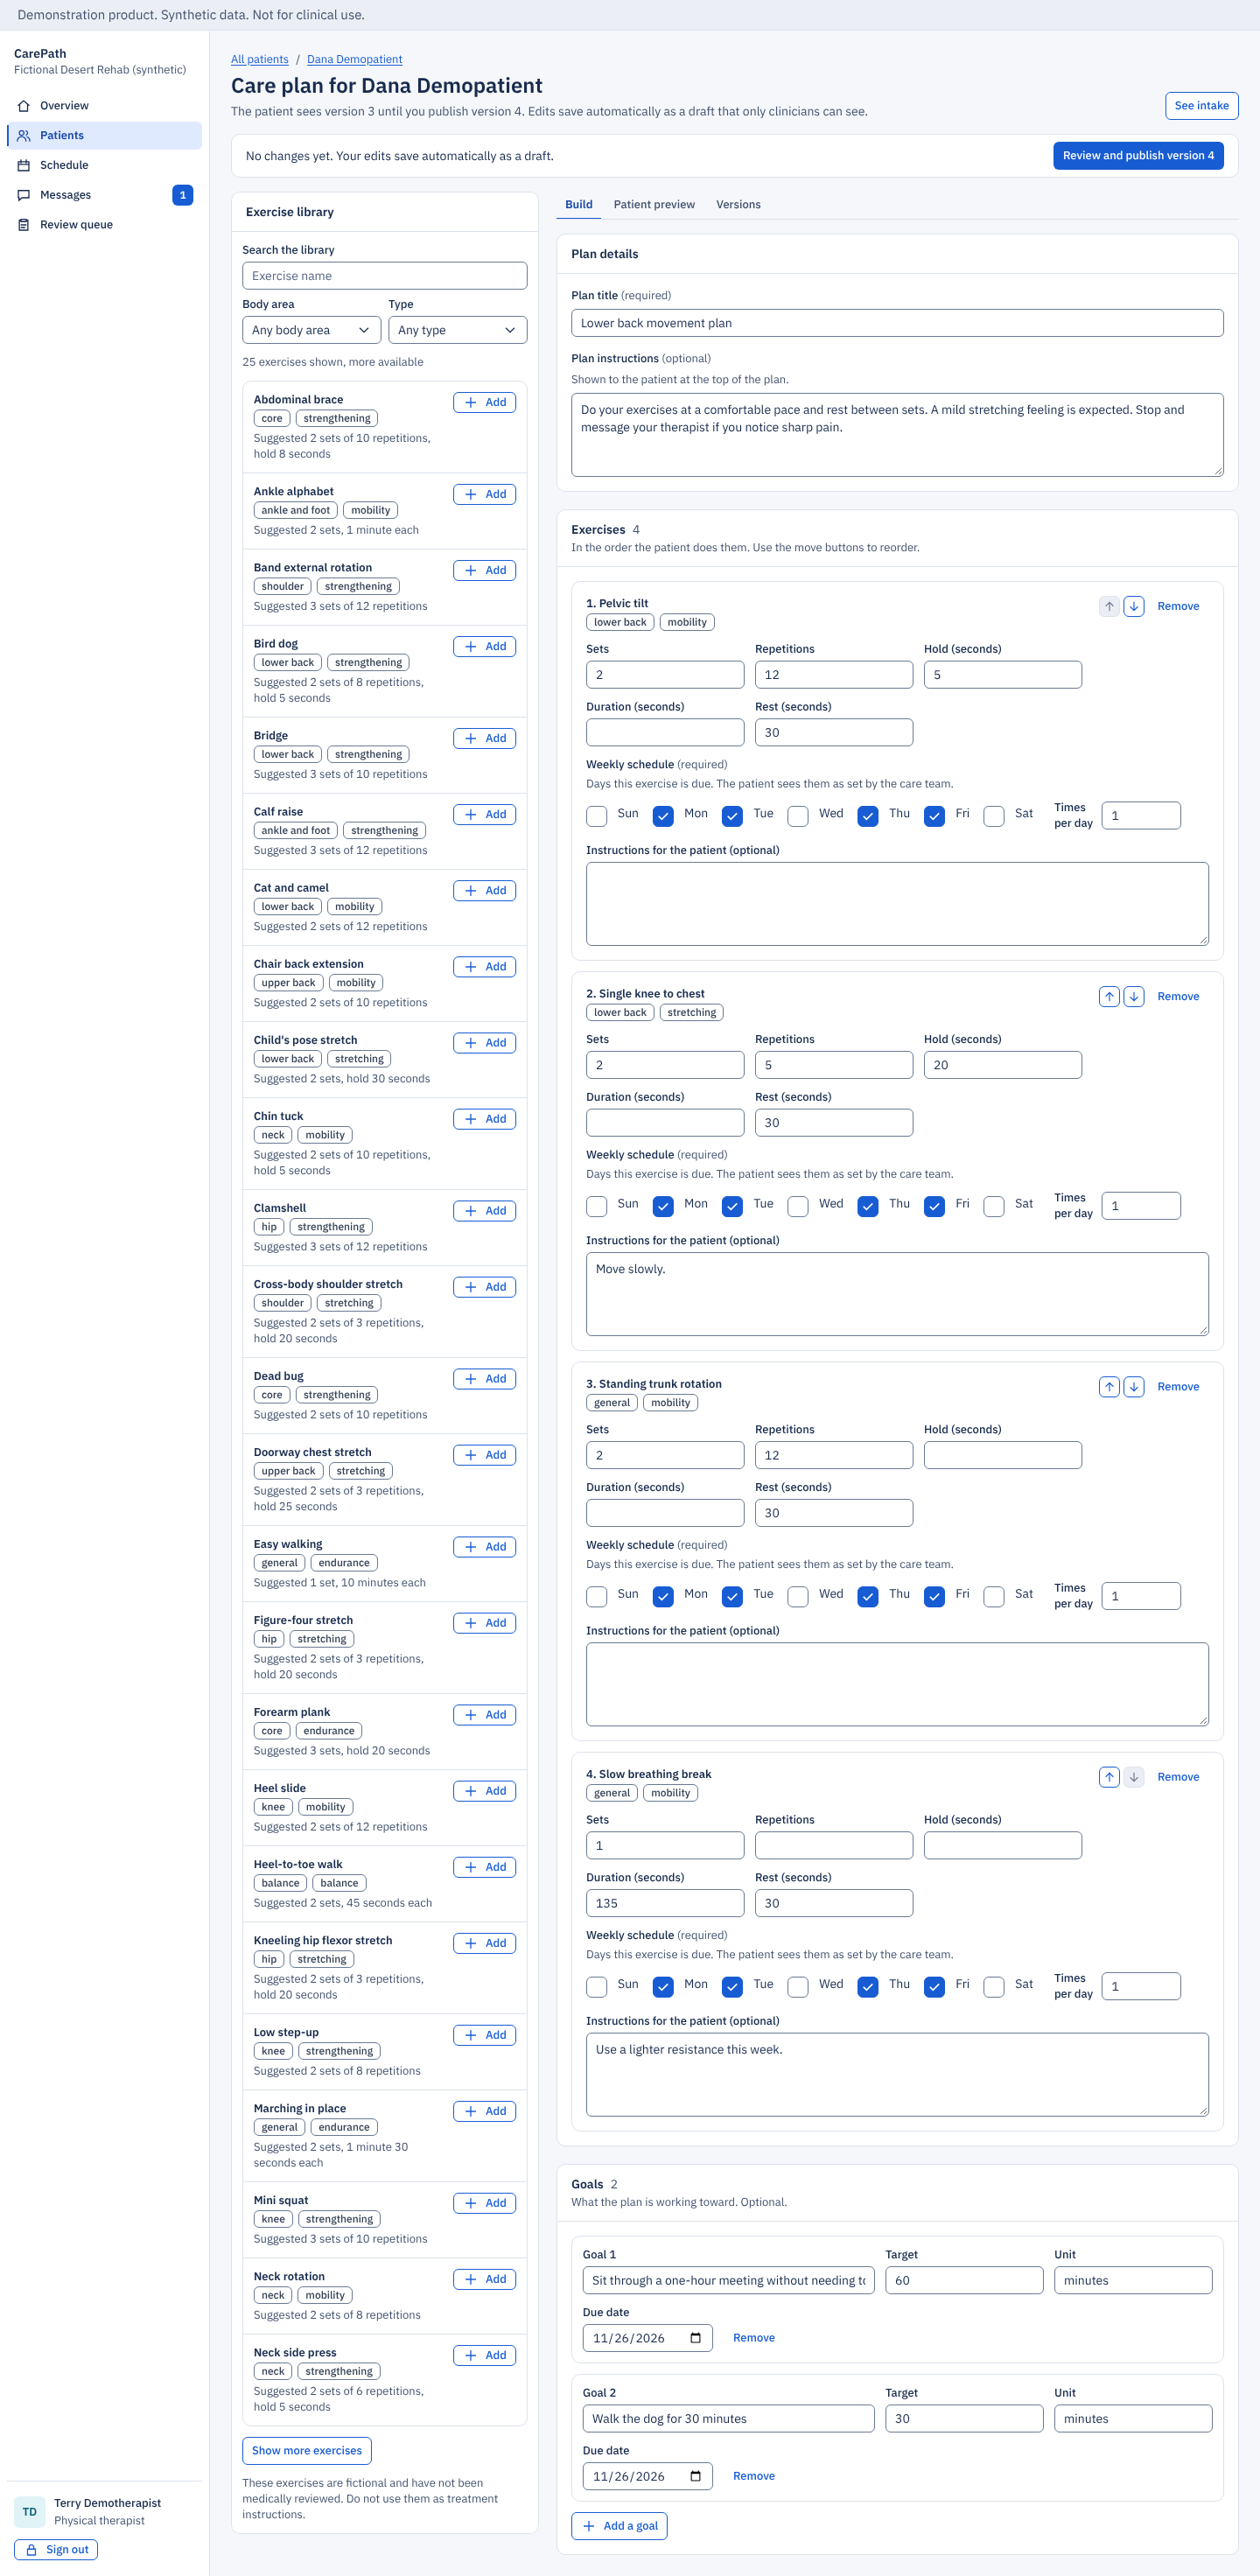 Demonstration product. Synthetic data. Not for clinical use.
CarePath
Fictional Desert Rehab (synthetic)
Overview
Patients
Schedule
Messages 1
Review queue
All patients / Dana Demopatient
Care plan for Dana Demopatient
The patient sees version 3 until you publish version 4. Edits save automatically as a draft that only clinicians can see.
See intake
No changes yet. Your edits save automatically as a draft.
Review and publish version 4
Exercise library
Search the library
Exercise name
Body area Type
Any body area Any type
25 exercises shown, more available
Abdominal brace
Add
core strengthening
Suggested 2 sets of 10 repetitions,
hold 8 seconds
Ankle alphabet
Add
ankle and foot mobility
Suggested 2 sets, 1 minute each
Band external rotation
Add
shoulder strengthening
Suggested 3 sets of 12 repetitions
Bird dog
Add
lower back strengthening
Suggested 2 sets of 8 repetitions,
hold 5 seconds
Bridge
Add
lower back strengthening
Suggested 3 sets of 10 repetitions
Calf raise
Add
ankle and foot strengthening
Suggested 3 sets of 12 repetitions
Cat and camel
Add
lower back mobility
Suggested 2 sets of 12 repetitions
Chair back extension
Add
upper back mobility
Suggested 2 sets of 10 repetitions
Child's pose stretch
Add
lower back stretching
Suggested 2 sets, hold 30 seconds
Chin tuck
Add
neck mobility
Suggested 2 sets of 10 repetitions,
hold 5 seconds
Clamshell
Add
hip strengthening
Suggested 3 sets of 12 repetitions
Cross-body shoulder stretch
Add
shoulder stretching
Suggested 2 sets of 3 repetitions,
hold 20 seconds
Dead bug
Add
core strengthening
Suggested 2 sets of 10 repetitions
Doorway chest stretch
Add
upper back stretching
Suggested 2 sets of 3 repetitions,
hold 25 seconds
Easy walking
Add
general endurance
Suggested 1 set, 10 minutes each
Figure-four stretch
Add
hip stretching
Suggested 2 sets of 3 repetitions,
hold 20 seconds
Forearm plank
Add
core endurance
Suggested 3 sets, hold 20 seconds
Heel slide
Add
knee mobility
Suggested 2 sets of 12 repetitions
Heel-to-toe walk
Add
balance balance
Suggested 2 sets, 45 seconds each
Kneeling hip flexor stretch
Add
hip stretching
Suggested 2 sets of 3 repetitions,
hold 20 seconds
Low step-up
Add
knee strengthening
Suggested 2 sets of 8 repetitions
Marching in place
Add
general endurance
Suggested 2 sets, 1 minute 30
seconds each
Mini squat
Add
knee strengthening
Suggested 3 sets of 10 repetitions
Neck rotation
Add
neck mobility
Suggested 2 sets of 8 repetitions
Neck side press
Add
neck strengthening
Suggested 2 sets of 6 repetitions,
hold 5 seconds
Show more exercises
These exercises are fictional and have not been
medically reviewed. Do not use them as treatment
instructions.
Build Patient preview Versions
Plan details
Plan title (required)
Lower back movement plan
Plan instructions (optional)
Shown to the patient at the top of the plan.
Do your exercises at a comfortable pace and rest between sets. A mild stretching feeling is expected. Stop and
message your therapist if you notice sharp pain.
Exercises 4
In the order the patient does them. Use the move buttons to reorder.
1. Pelvic tilt
Remove
lower back mobility
Sets Repetitions Hold (seconds)
2 12 5
Duration (seconds) Rest (seconds)
30
Weekly schedule (required)
Days this exercise is due. The patient sees them as set by the care team.
Sun Mon Tue Wed Thu Fri Sat Times
per day 1
Instructions for the patient (optional)
2. Single knee to chest
Remove
lower back stretching
Sets Repetitions Hold (seconds)
2 5 20
Duration (seconds) Rest (seconds)
30
Weekly schedule (required)
Days this exercise is due. The patient sees them as set by the care team.
Sun Mon Tue Wed Thu Fri Sat Times
per day 1
Instructions for the patient (optional)
Move slowly.
3. Standing trunk rotation
Remove
general mobility
Sets Repetitions Hold (seconds)
2 12
Duration (seconds) Rest (seconds)
30
Weekly schedule (required)
Days this exercise is due. The patient sees them as set by the care team.
Sun Mon Tue Wed Thu Fri Sat Times
per day 1
Instructions for the patient (optional)
4. Slow breathing break
Remove
general mobility
Sets Repetitions Hold (seconds)
1
Duration (seconds) Rest (seconds)
135 30
Weekly schedule (required)
Days this exercise is due. The patient sees them as set by the care team.
Sun Mon Tue Wed Thu Fri Sat Times
per day 1
Instructions for the patient (optional)
Use a lighter resistance this week.
Goals 2
What the plan is working toward. Optional.
Goal 1 Target Unit
Sit through a one-hour meeting without needing to 60 minutes
Due date
11/26/2026 Remove
Goal 2 Target Unit
Walk the dog for 30 minutes 30 minutes
Due date
11/26/2026 Remove
Add a goal
TD
Terry Demotherapist
Physical therapist
Sign out